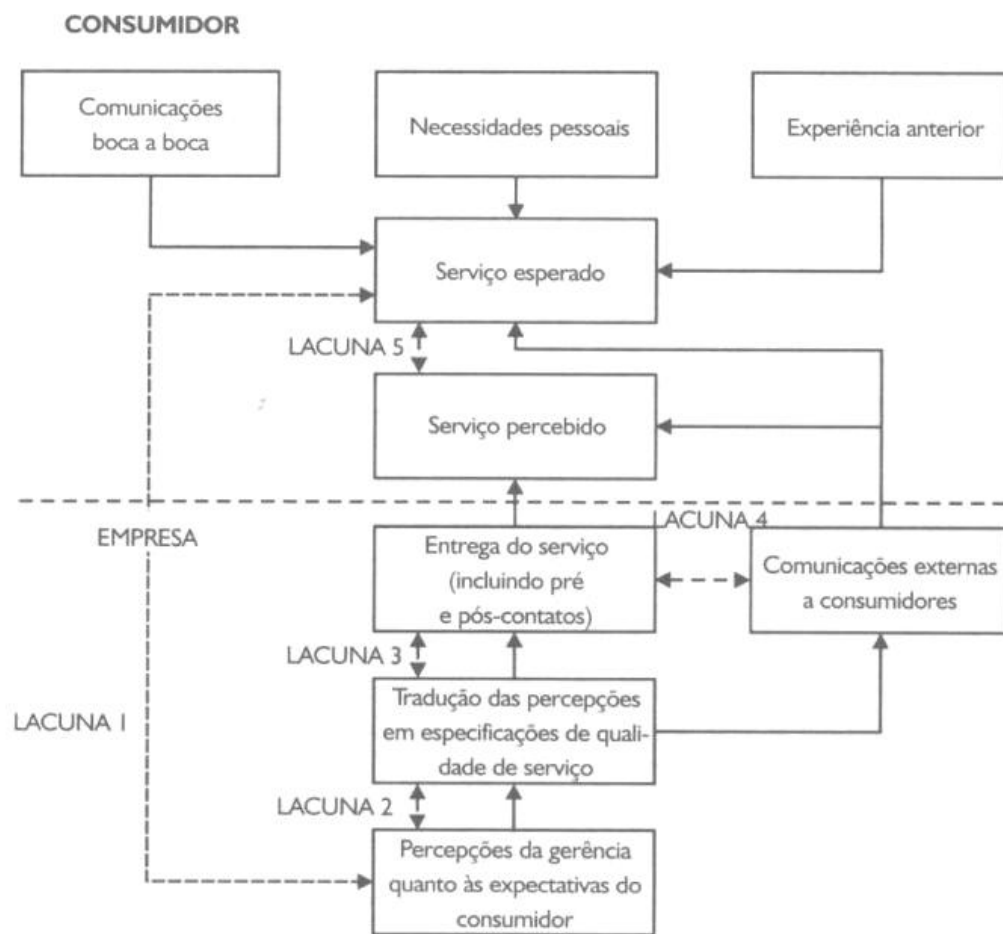 CONSUMIDOR
Comunicações
boca a boca
Necessidades pessoais
Experiência anterior
Serviço esperado
LACUNA 5
Serviço percebido
EMPRESA
LACUNA 4
Entrega do serviço
(incluindo pré
e pós-contatos)
Comunicações externas
a consumidores
LACUNA 3
LACUNA 1
Tradução das percepções
em especificações de quali-
dade de serviço
LACUNA 2
Percepções da gerência
quanto às expectativas do
consumidor